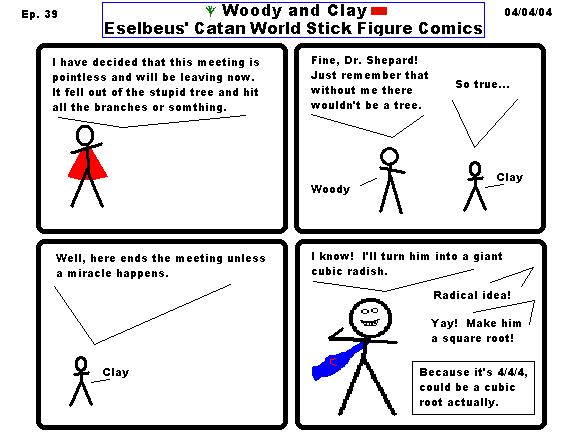 Ep. 39
Woody and Clay
04/04/04
Eselbeus' Catan World Stick Figure Comics
I have decided that this meeting is
pointless and will be leaving now.
It fell out of the stupid tree and hit
all the branches or somthing.
Fine, Dr. Shepard!
Just remember that
without me there
wouldn't be a tree.
So true...
Woody
Clay
Well, here ends the meeting unless
a miracle happens.
Clay
I know! I'll turn him into a giant
cubic radish.
Radical idea!
Yay! Make him
a square root!
Because it's 4/4/4,
could be a cubic
root actually.